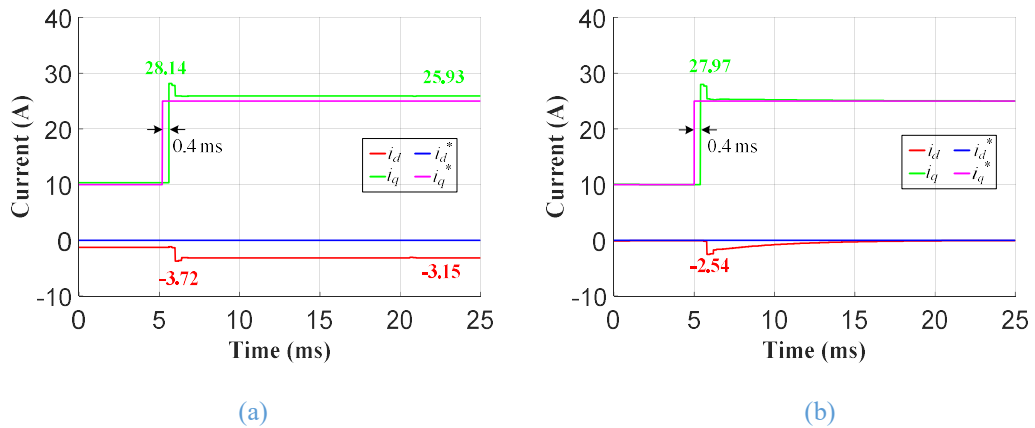 40
30
20
10
0
-10
Current (A)
28.14
25.93
0.4 ms
i_d i_d*
i_q i_q*
-3.72
-3.15
0 5 10 15 20 25
Time (ms)
(a)
40
30
20
10
0
-10
Current (A)
27.97
0.4 ms
i_d i_d*
i_q i_q*
-2.54
0 5 10 15 20 25
Time (ms)
(b)